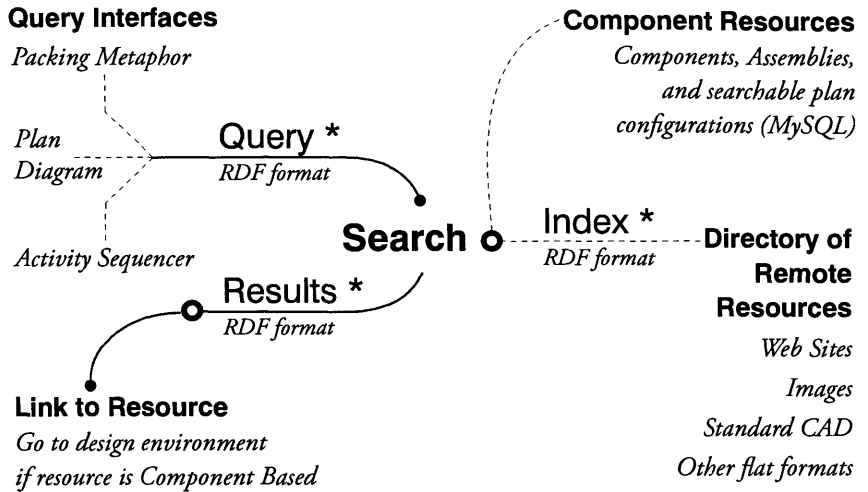 Query Interfaces
Packing Metaphor
Plan
Diagram
Activity Sequencer
Query *
RDF format
Component Resources
Components, Assemblies,
and searchable plan
configurations (MySQL)
Search
Index *
RDF format
Directory of
Remote
Resources
Web Sites
Images
Standard CAD
Other flat formats
Results *
RDF format
Link to Resource
Go to design environment
if resource is Component Based